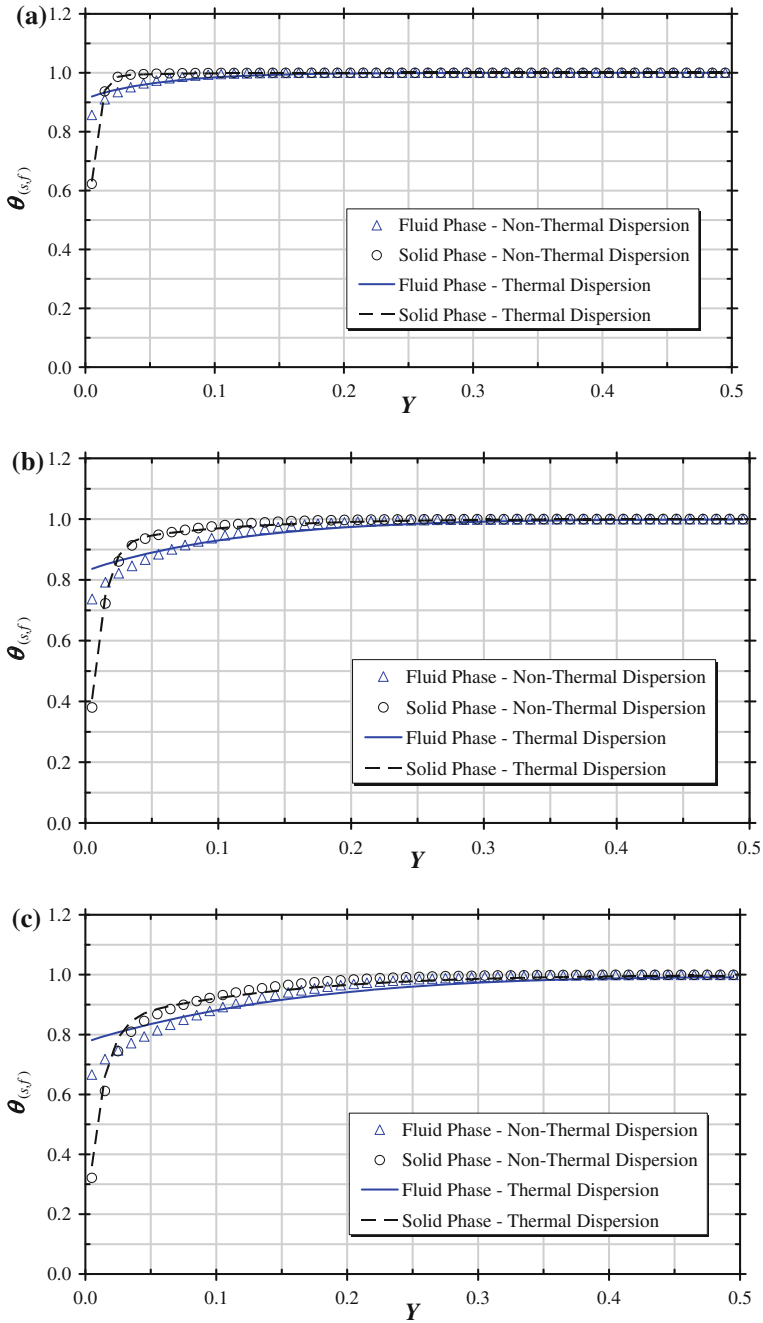 (a)
1.2
1.0
0.8
0.6
0.4
0.2
0.0
θ(s,f)
Fluid Phase - Non-Thermal Dispersion
Solid Phase - Non-Thermal Dispersion
Fluid Phase - Thermal Dispersion
Solid Phase - Thermal Dispersion
0.0 0.1 0.2 0.3 0.4 0.5
Y
(b)
1.2
1.0
0.8
0.6
0.4
0.2
0.0
θ(s,f)
Fluid Phase - Non-Thermal Dispersion
Solid Phase - Non-Thermal Dispersion
Fluid Phase - Thermal Dispersion
Solid Phase - Thermal Dispersion
0.0 0.1 0.2 0.3 0.4 0.5
Y
(c)
1.2
1.0
0.8
0.6
0.4
0.2
0.0
θ(s,f)
Fluid Phase - Non-Thermal Dispersion
Solid Phase - Non-Thermal Dispersion
Fluid Phase - Thermal Dispersion
Solid Phase - Thermal Dispersion
0.0 0.1 0.2 0.3 0.4 0.5
Y